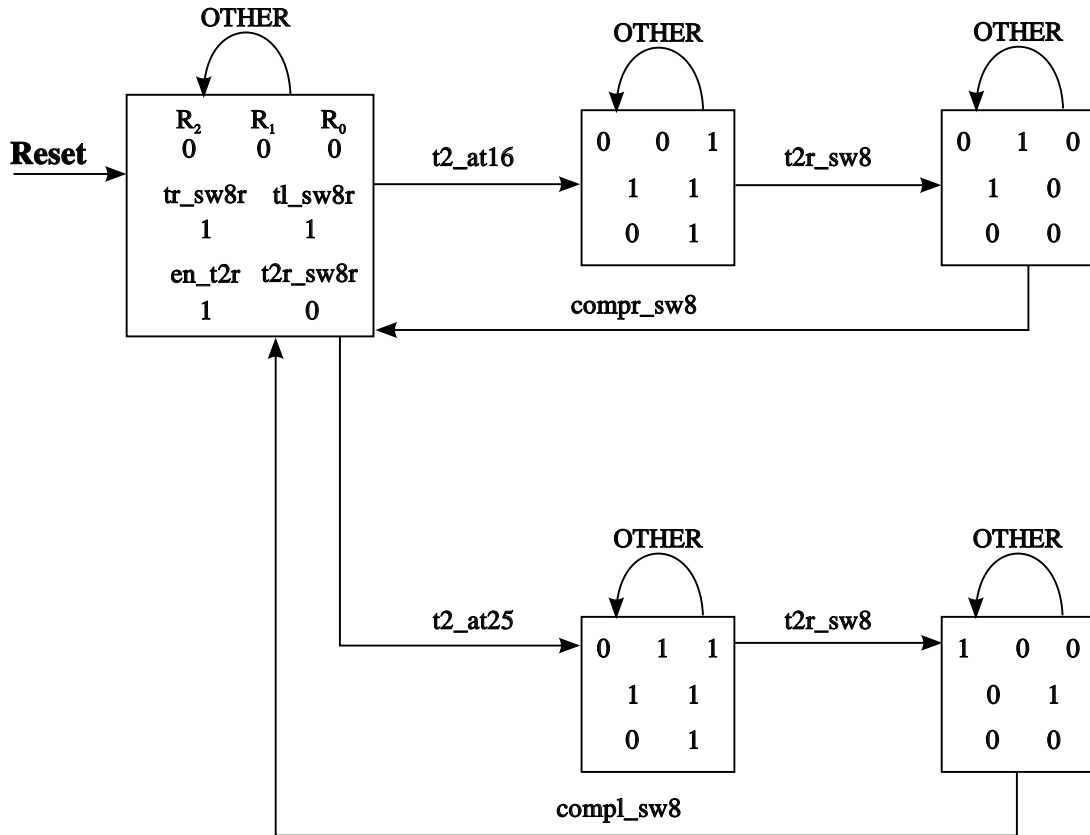 OTHER
OTHER
OTHER
R₂ R₁ R₀
0 0 0
Reset
tr_sw8r tl_sw8r
1 1
en_t2r t2r_sw8r
1 0
t2_at16
0 0 1
1 1
0 1
t2r_sw8
0 1 0
1 0
0 0
compr_sw8
OTHER
OTHER
t2_at25
0 1 1
1 1
0 1
t2r_sw8
1 0 0
0 1
0 0
compl_sw8